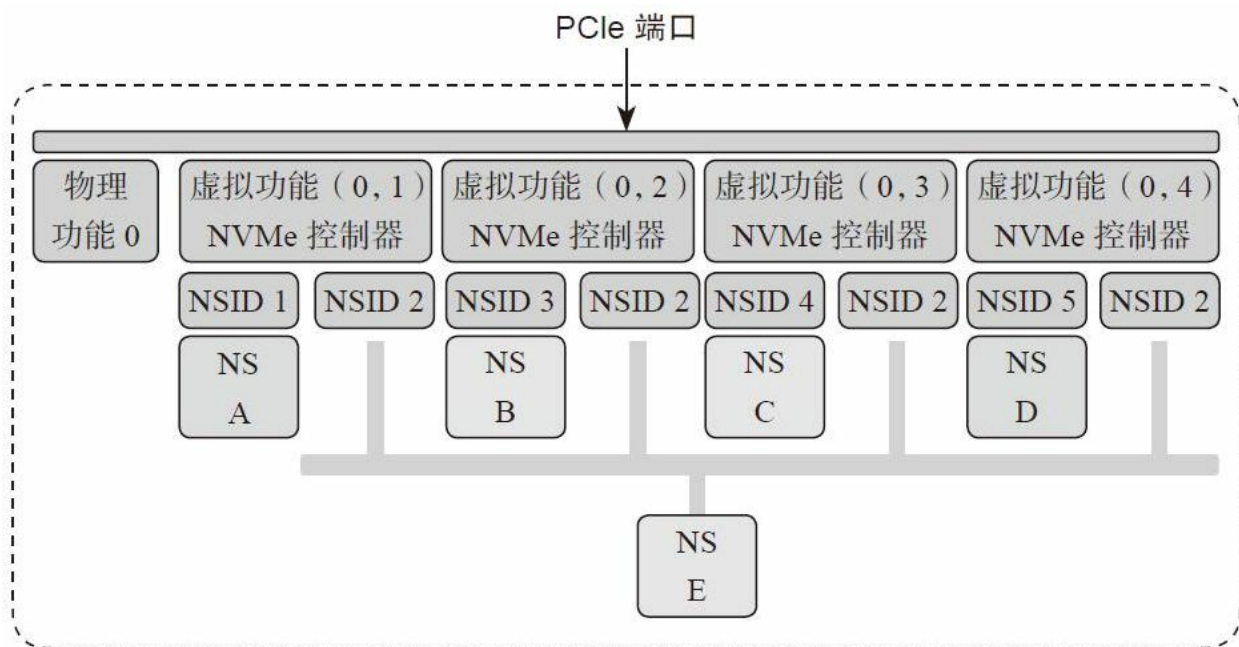 PCIe 端口
物理
功能 0
虚拟功能（0, 1）
NVMe 控制器
虚拟功能（0, 2）
NVMe 控制器
虚拟功能（0, 3）
NVMe 控制器
虚拟功能（0, 4）
NVMe 控制器
NSID 1
NSID 2
NSID 3
NSID 2
NSID 4
NSID 2
NSID 5
NSID 2
NS
A
NS
B
NS
C
NS
D
NS
E